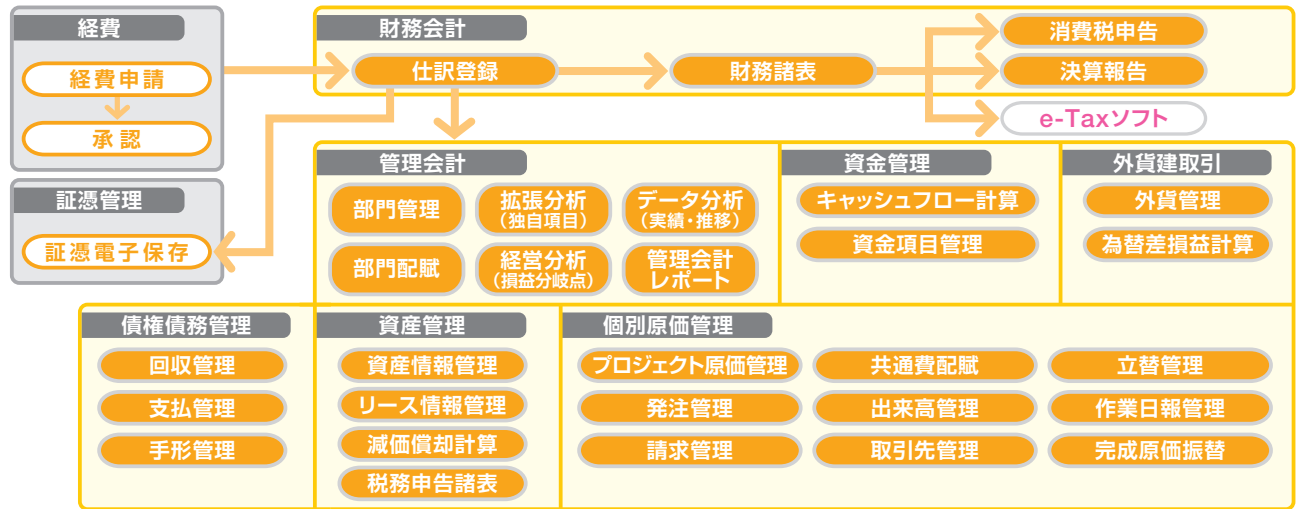 経費
経費申請
承認
証憑管理
証憑電子保存
財務会計
仕訳登録
財務諸表
消費税申告
決算報告
e-Taxソフト
管理会計
部門管理
拡張分析
(独自項目)
データ分析
(実績・推移)
部門配賦
経営分析
(損益分岐点)
管理会計
レポート
資金管理
キャッシュフロー計算
資金項目管理
外貨建取引
外貨管理
為替差損益計算
債権債務管理
回収管理
支払管理
手形管理
資産管理
資産情報管理
リース情報管理
減価償却計算
税務申告諸表
個別原価管理
プロジェクト原価管理
共通費配賦
立替管理
発注管理
出来高管理
作業日報管理
請求管理
取引先管理
完成原価振替